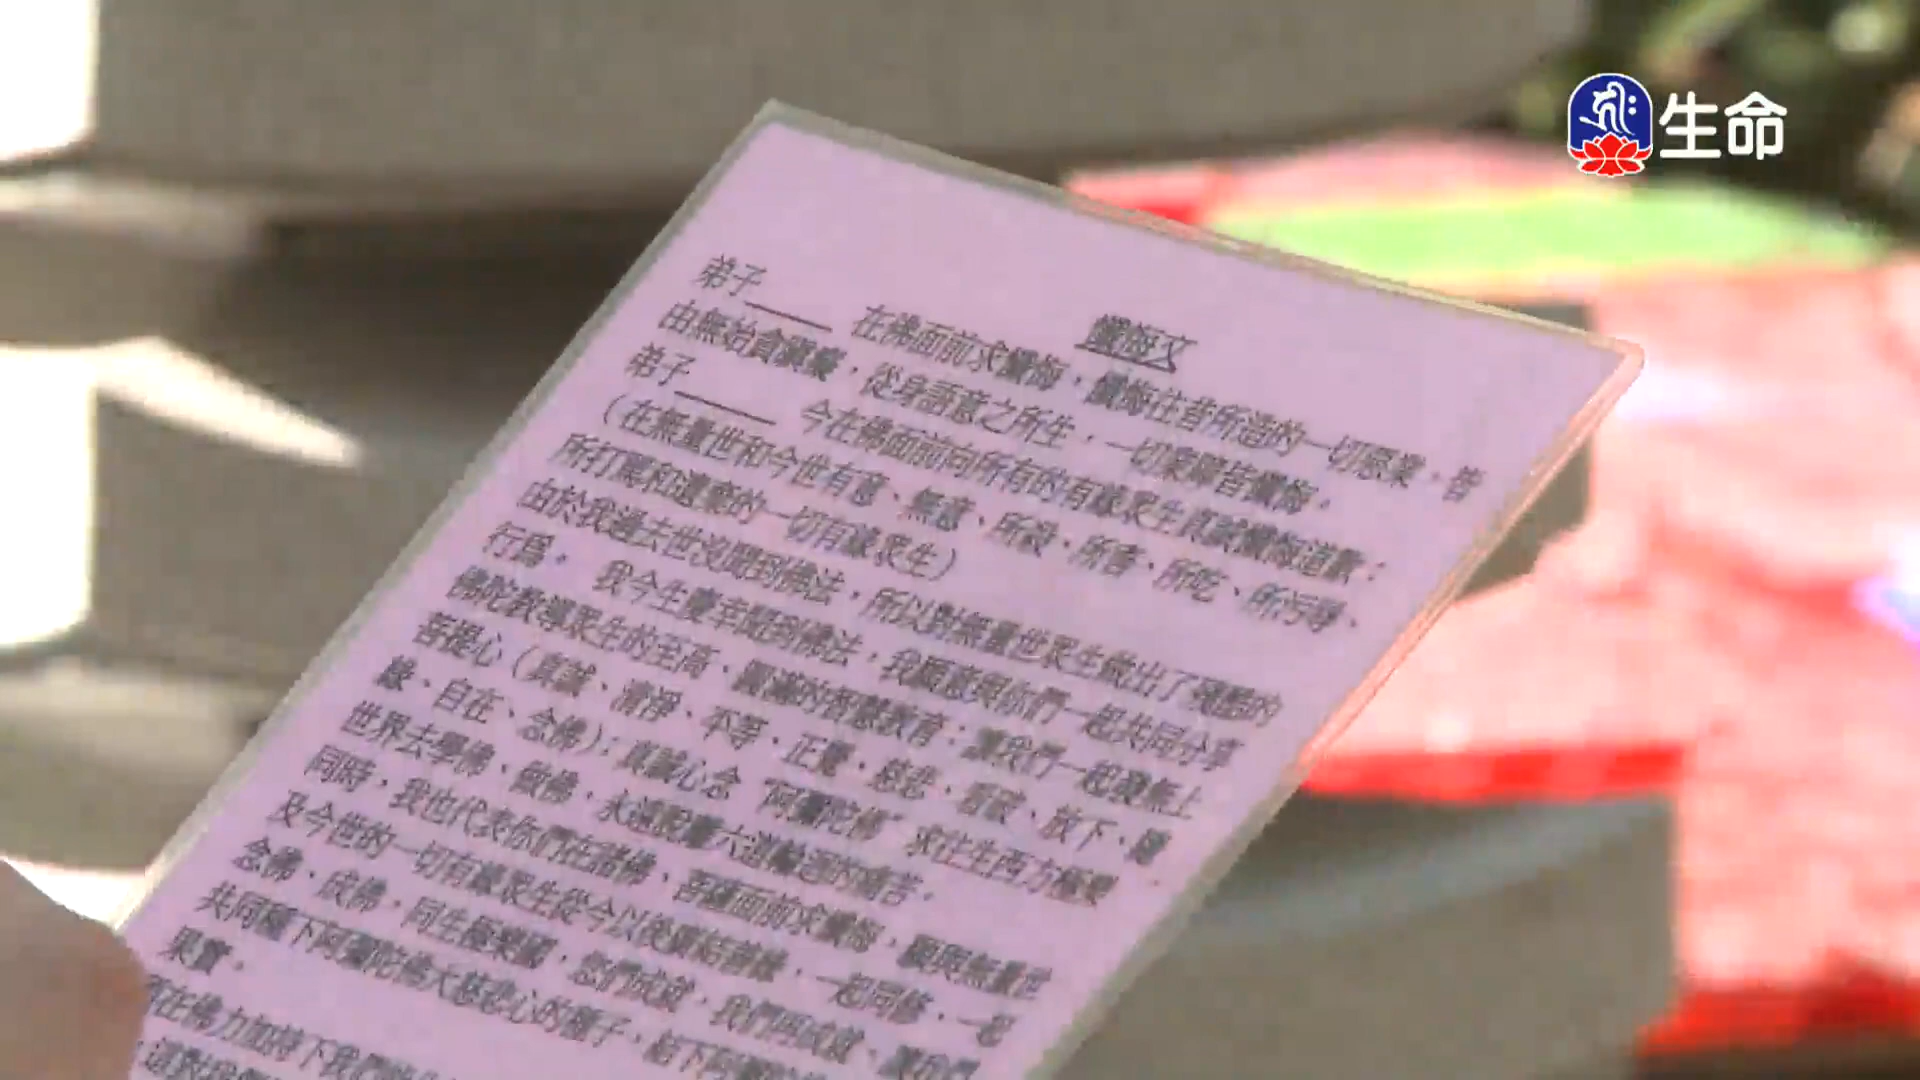 生命
懺悔文
弟子____ 在佛面前求懺悔，懺悔往昔所造的一切惡業，皆
由無始貪瞋癡，從身語意之所生，一切業障皆懺悔。
弟子____ 今在佛面前向所有的有緣眾生真誠懺悔道歉：
（在無量世和今世有意、無意、所殺、所害、所吃、所污辱、
所打罵和遺棄的一切有緣眾生）
由於我過去世沒聞到佛法，所以對無量世眾生做出了殘酷的
行為。 我今生慶幸聞到佛法，我願意與你們一起共同分享
佛陀教導眾生的至高、圓滿的智慧教育；讓我們一起發無上
菩提心（真誠、清淨、平等、正覺、慈悲、看破、放下、隨
緣、自在、念佛）；真誠心念"阿彌陀佛"求往生西方極樂
世界去學佛、做佛，永遠脫離六道輪迴的痛苦。
同時，我也代表你們在諸佛、菩薩面前求懺悔，願與無量世
及今世的一切有緣眾生從今以後廣結善緣，一起同修，一起
念佛、成佛，同生極樂國，您們成就，我們再成就、讓我們
共同種下阿彌陀佛大慈悲心的種子，結下阿彌陀佛
果實。
在佛力加持下我們